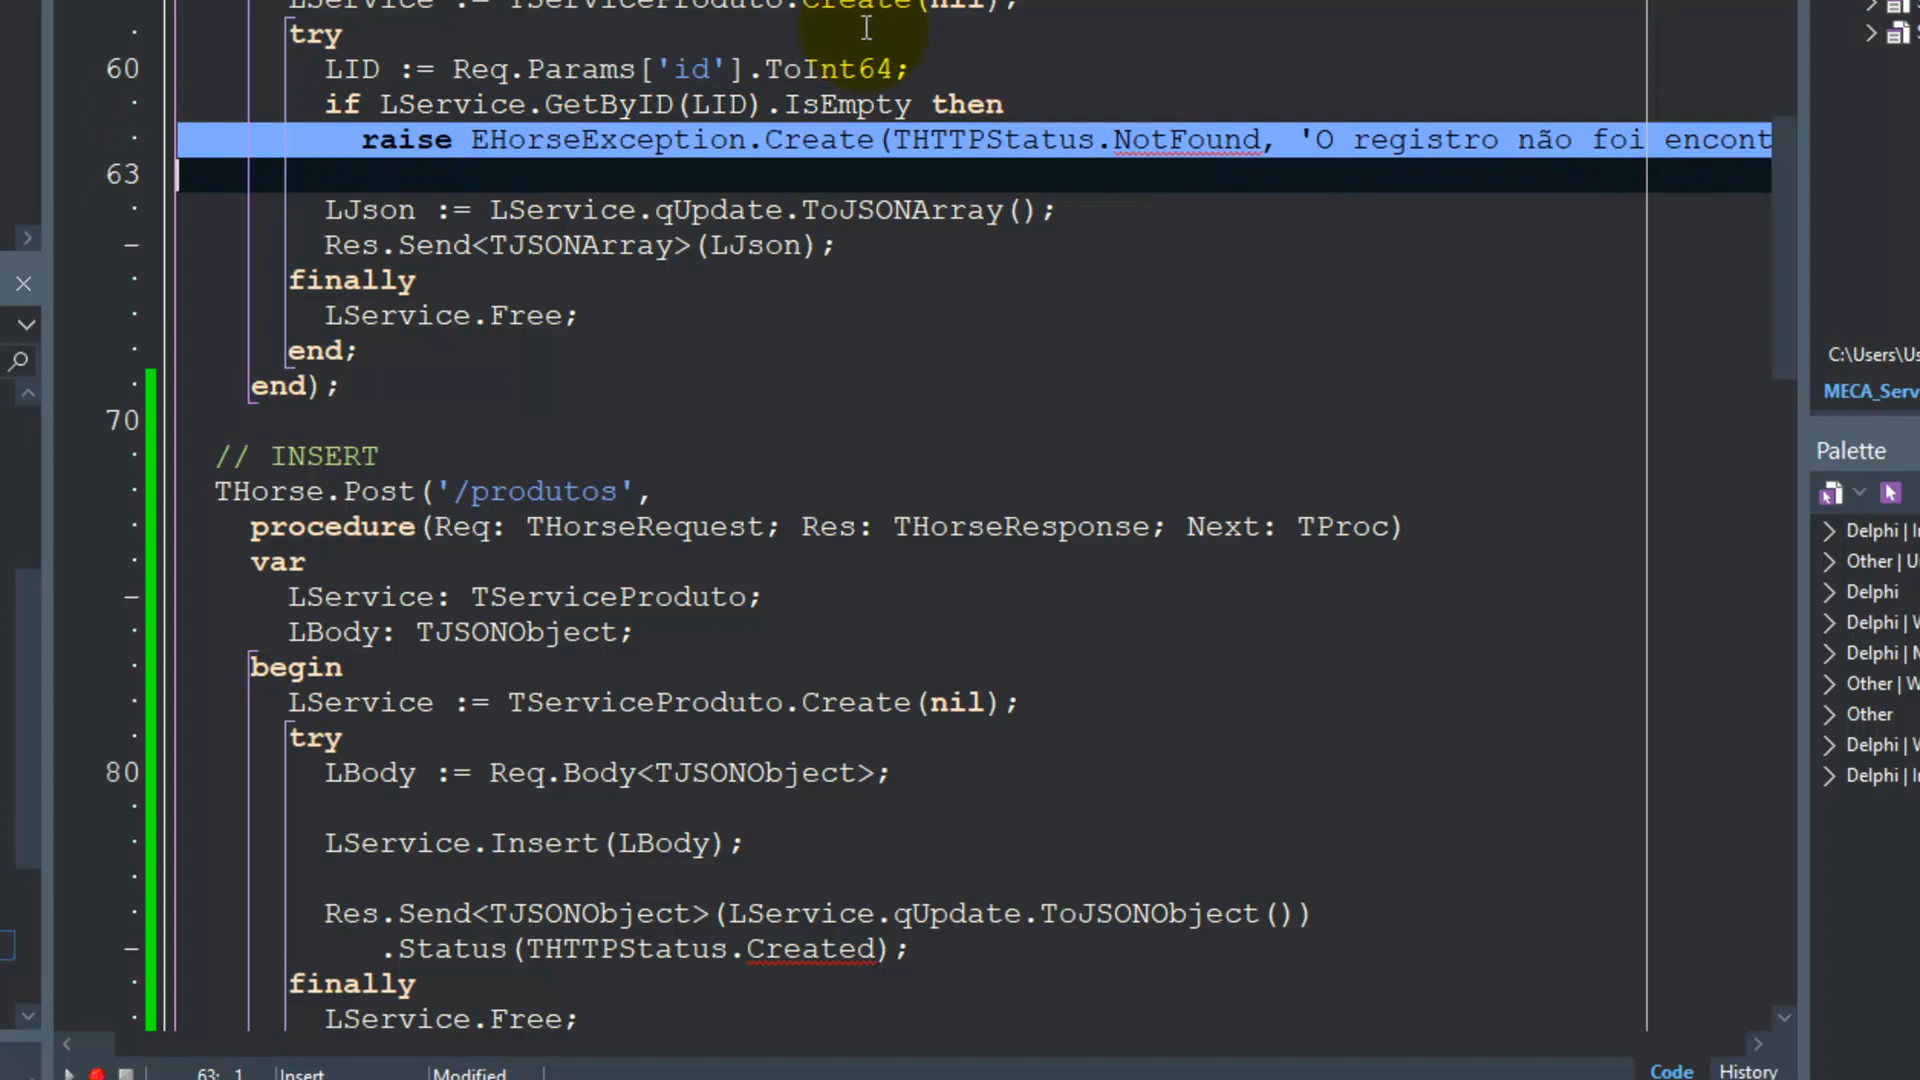 LService := TServiceProduto.Create(nil);
try
60 LID := Req.Params['id'].ToInt64;
if LService.GetByID(LID).IsEmpty then
raise EHorseException.Create(THTTPStatus.NotFound, 'O registro não foi encont
63
LJson := LService.qUpdate.ToJSONArray();
Res.Send<TJSONArray>(LJson);
finally
LService.Free;
end;
end);
70
// INSERT
THorse.Post('/produtos',
procedure(Req: THorseRequest; Res: THorseResponse; Next: TProc)
var
LService: TServiceProduto;
LBody: TJSONObject;
begin
LService := TServiceProduto.Create(nil);
try
80 LBody := Req.Body<TJSONObject>;
LService.Insert(LBody);
Res.Send<TJSONObject>(LService.qUpdate.ToJSONObject())
.Status(THTTPStatus.Created);
finally
LService.Free;
63: 1 Insert Modified
Code History
C:\Users\Us
MECA_Serv
Palette
Delphi | I
Other | U
Delphi
Delphi | V
Delphi | M
Other | W
Other
Delphi | V
Delphi | I